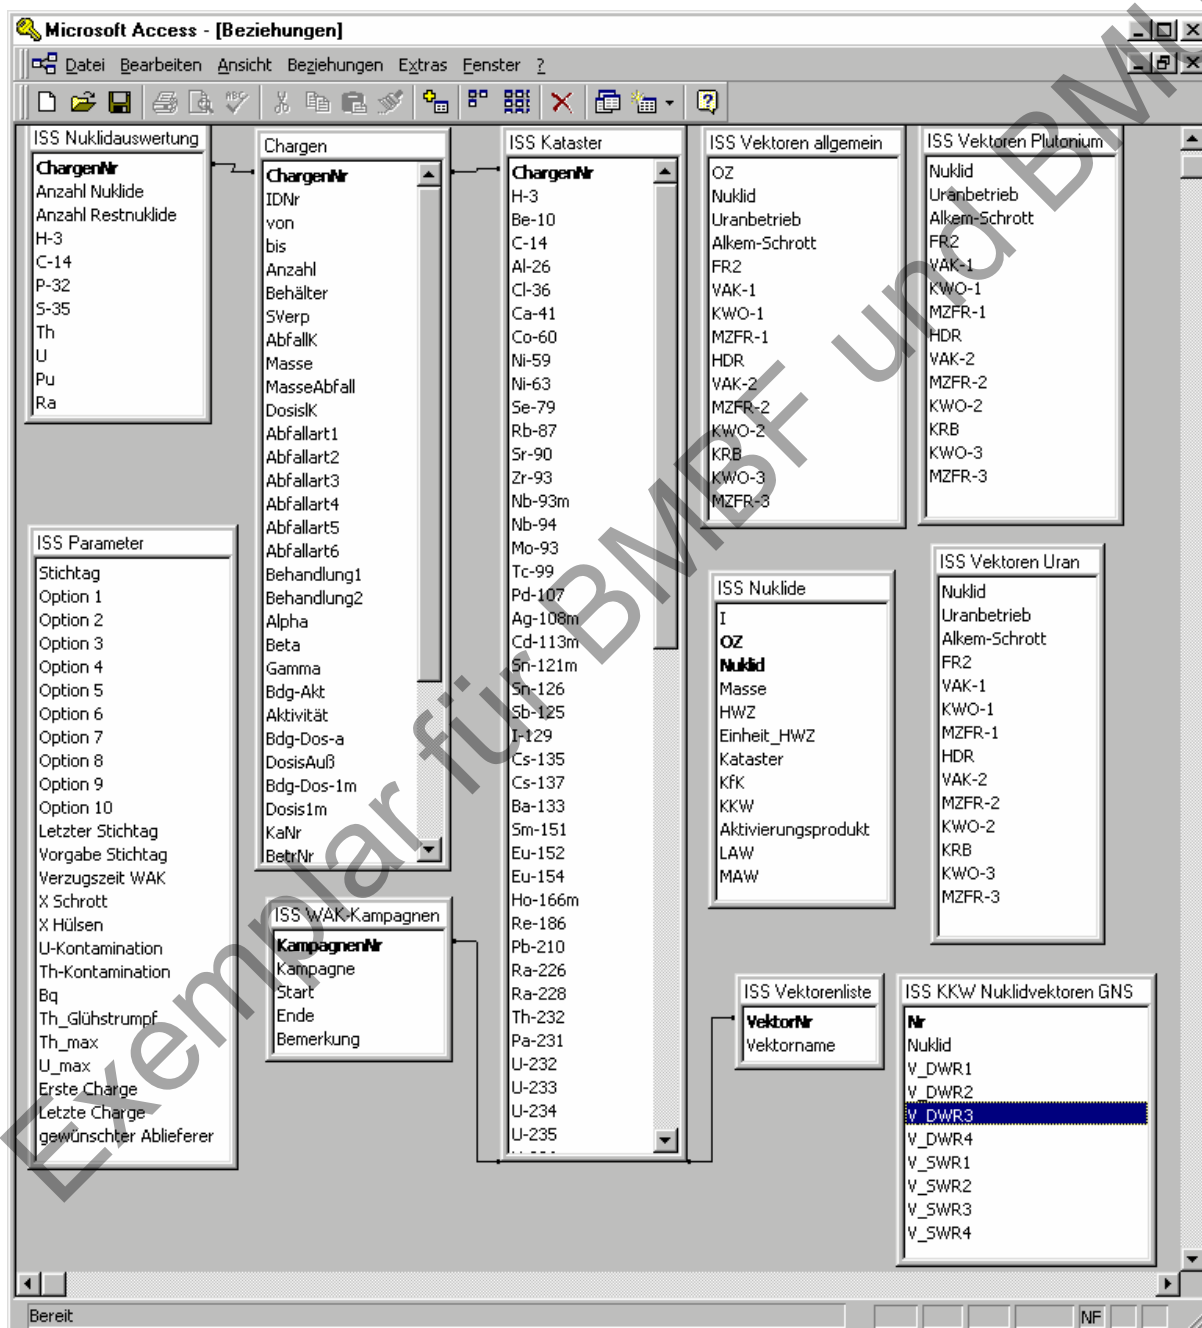 Microsoft Access - [Beziehungen]
Datei Bearbeiten Ansicht Beziehungen Extras Fenster ?
ISS Nuklidauswertung
ChargenNr
Anzahl Nuklide
Anzahl Restnuklide
H-3
C-14
P-32
S-35
Th
U
Pu
Ra
Chargen
ChargenNr
IDNr
von
bis
Anzahl
Behälter
SVerp
AbfallK
Masse
MasseAbfall
DosislK
Abfallart1
Abfallart2
Abfallart3
Abfallart4
Abfallart5
Abfallart6
Behandlung1
Behandlung2
Alpha
Beta
Gamma
Bdg-Akt
Aktivität
Bdg-Dos-a
DosisAuß
Bdg-Dos-1m
Dosis1m
KaNr
BetrNr
ISS Kataster
ChargenNr
H-3
Be-10
C-14
Al-26
Cl-36
Ca-41
Co-60
Ni-59
Ni-63
Se-79
Rb-87
Sr-90
Zr-93
Nb-93m
Nb-94
Mo-93
Tc-99
Pd-107
Ag-108m
Cd-113m
Sn-121m
Sn-126
Sb-125
I-129
Cs-135
Cs-137
Ba-133
Sm-151
Eu-152
Eu-154
Ho-166m
Re-186
Pb-210
Ra-226
Ra-228
Th-232
Pa-231
U-232
U-233
U-234
U-235
ISS Vektoren allgemein
OZ
Nuklid
Uranbetrieb
Alkem-Schrott
FR2
VAK-1
KWO-1
MZFR-1
HDR
VAK-2
MZFR-2
KWO-2
KRB
KWO-3
MZFR-3
ISS Vektoren Plutonium
Nuklid
Uranbetrieb
Alkem-Schrott
FR2
VAK-1
KWO-1
MZFR-1
HDR
VAK-2
MZFR-2
KWO-2
KRB
KWO-3
MZFR-3
ISS Parameter
Stichtag
Option 1
Option 2
Option 3
Option 4
Option 5
Option 6
Option 7
Option 8
Option 9
Option 10
Letzter Stichtag
Vorgabe Stichtag
Verzugszeit WAK
X Schrott
X Hülsen
U-Kontamination
Th-Kontamination
Bq
Th_Glühstrumpf
Th_max
U_max
Erste Charge
Letzte Charge
gewünschter Ablieferer
ISS Nuklide
I
OZ
Nuklid
Masse
HWZ
Einheit_HWZ
Kataster
KfK
KKW
Aktivierungsprodukt
LAW
MAW
ISS Vektoren Uran
Nuklid
Uranbetrieb
Alkem-Schrott
FR2
VAK-1
KWO-1
MZFR-1
HDR
VAK-2
MZFR-2
KWO-2
KRB
KWO-3
MZFR-3
ISS WAK-Kampagnen
KampagnenNr
Kampagne
Start
Ende
Bemerkung
ISS Vektorenliste
VektorNr
Vektorname
ISS KKW Nuklidvektoren GNS
Nr
Nuklid
V_DWR1
V_DWR2
V_DWR3
V_DWR4
V_SWR1
V_SWR2
V_SWR3
V_SWR4
Bereit
NF
Exemplar für BMBF und